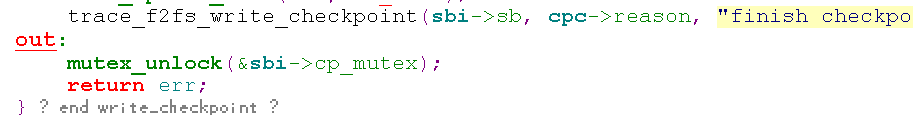 trace_f2fs_write_checkpoint(sbi->sb, cpc->reason, "finish checkpo
out:
mutex_unlock(&sbi->cp_mutex);
return err;
} ? end write_checkpoint ?